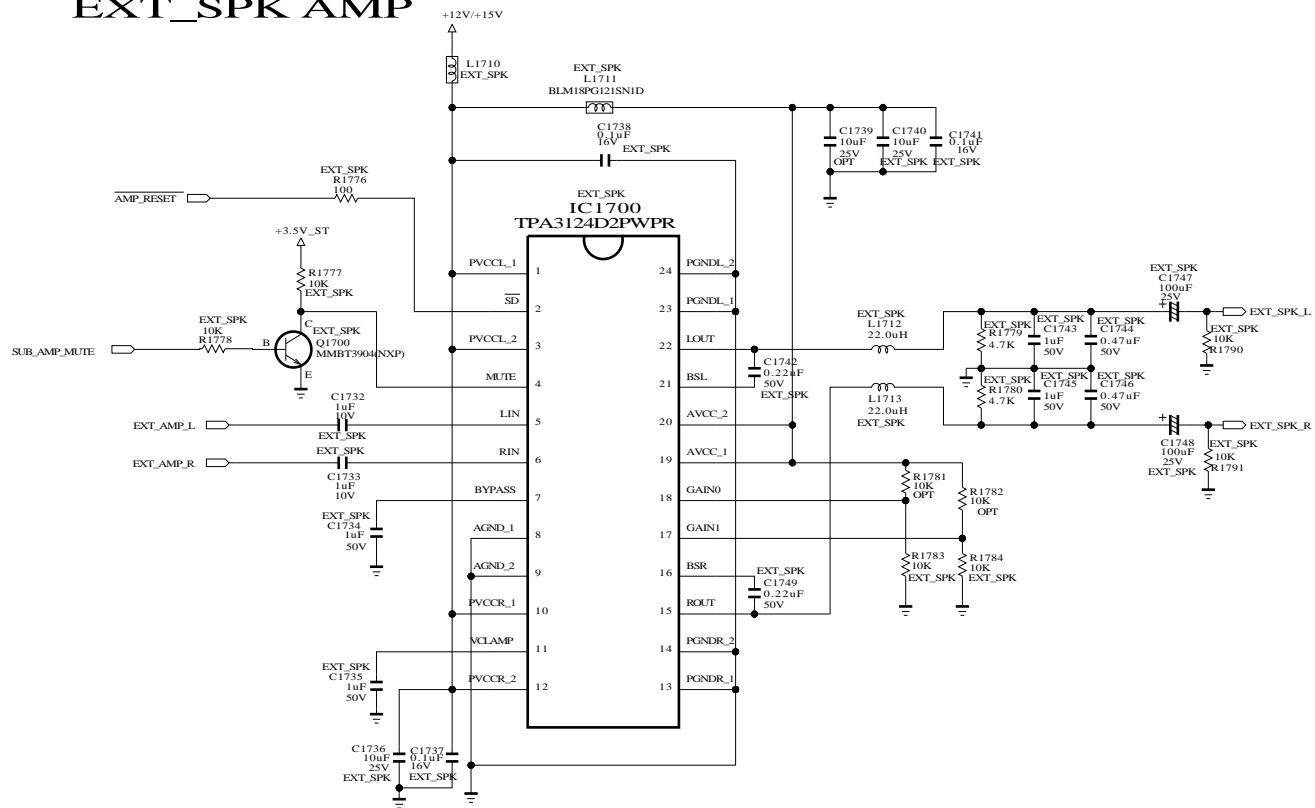 EXT_SPK AMP
+12V/+15V
L1710
EXT_SPK
EXT_SPK
L1711
BLM18PG121SN1D
C1738
0.1uF
16V
EXT_SPK
C1739
10uF
25V
OPT
C1740
10uF
25V
EXT_SPK
C1741
0.1uF
16V
EXT_SPK
EXT_SPK
R1776
100
AMP_RESET
EXT_SPK
IC1700
TPA3124D2PWPR
+3.5V_ST
R1777
10K
EXT_SPK
EXT_SPK
10K
R1778
SUB_AMP_MUTE
B
C
E
EXT_SPK
Q1700
MMBT3904(NXP)
PVCCL_1
1
SD
2
PVCCL_2
3
MUTE
4
LIN
5
RIN
6
BYPASS
7
AGND_1
8
AGND_2
9
PVCCR_1
10
VCLAMP
11
PVCCR_2
12
24
PGNDL_2
23
PGNDL_1
22
LOUT
21
BSL
20
AVCC_2
19
AVCC_1
18
GAIN0
17
GAIN1
16
BSR
15
ROUT
14
PGNDR_2
13
PGNDR_1
C1732
1uF
10V
EXT_SPK
EXT_AMP_L
EXT_SPK
C1733
1uF
10V
EXT_AMP_R
EXT_SPK
C1734
1uF
50V
EXT_SPK
C1735
1uF
50V
C1736
10uF
25V
EXT_SPK
C1737
0.1uF
16V
EXT_SPK
C1742
0.22uF
50V
EXT_SPK
EXT_SPK
L1712
22.0uH
L1713
22.0uH
EXT_SPK
EXT_SPK
R1779
4.7K
EXT_SPK
C1743
1uF
50V
EXT_SPK
C1744
0.47uF
50V
EXT_SPK
R1780
4.7K
EXT_SPK
C1745
1uF
50V
EXT_SPK
C1746
0.47uF
50V
EXT_SPK
C1747
100uF
25V
+
EXT_SPK_L
EXT_SPK
10K
R1790
+
C1748
100uF
25V
EXT_SPK
EXT_SPK_R
EXT_SPK
10K
R1791
R1781
10K
OPT
R1782
10K
OPT
R1783
10K
EXT_SPK
R1784
10K
EXT_SPK
EXT_SPK
C1749
0.22uF
50V